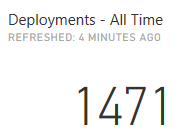 Deployments - All Time
REFRESHED: 4 MINUTES AGO
1471